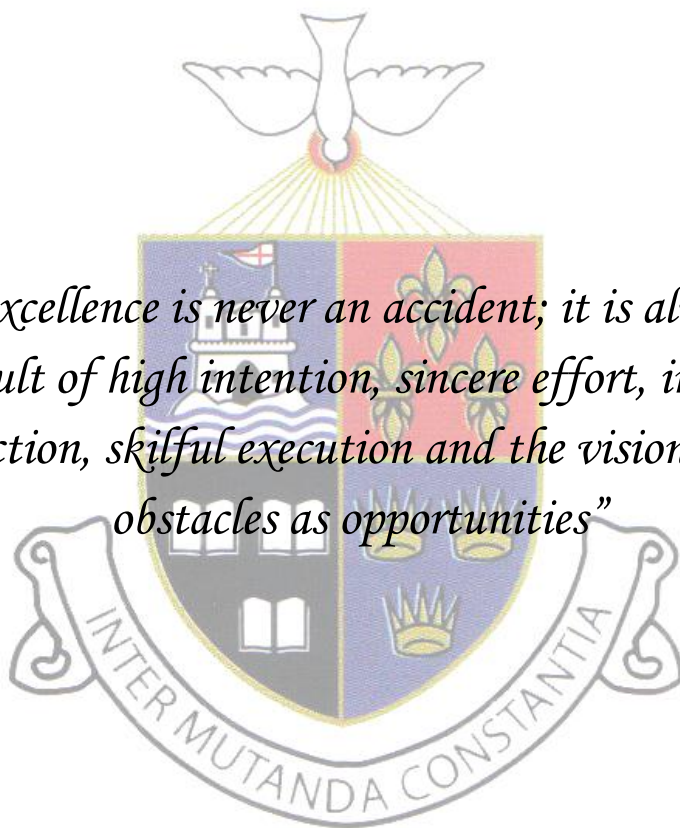 xcellence is never an accident; it is al
ult of high intention, sincere effort, i
ction, skilful execution and the vision
obstacles as opportunities”
INTER MUTANDA CONSTANTIA